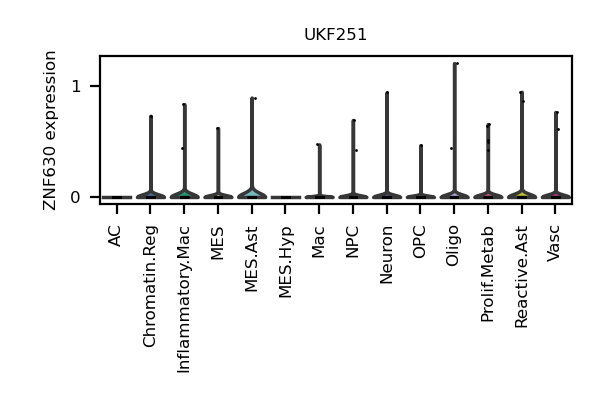 UKF251
ZNF630 expression
1
0
AC
Chromatin.Reg
Inflammatory.Mac
MES
MES.Ast
MES.Hyp
Mac
NPC
Neuron
OPC
Oligo
Prolif.Metab
Reactive.Ast
Vasc